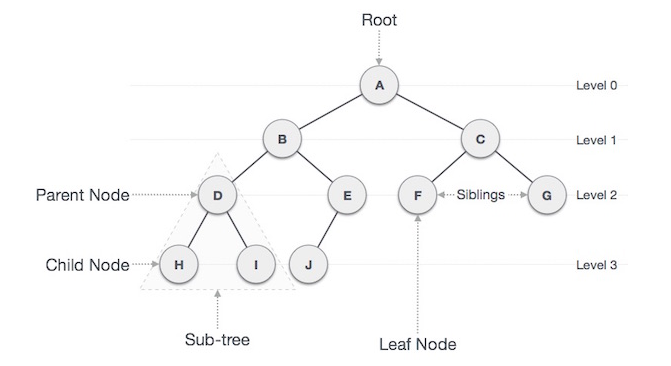 Root
A
Level 0
B
C
Level 1
Parent Node
D
E
F
Siblings
G
Level 2
Child Node
H
I
J
Level 3
Sub-tree
Leaf Node